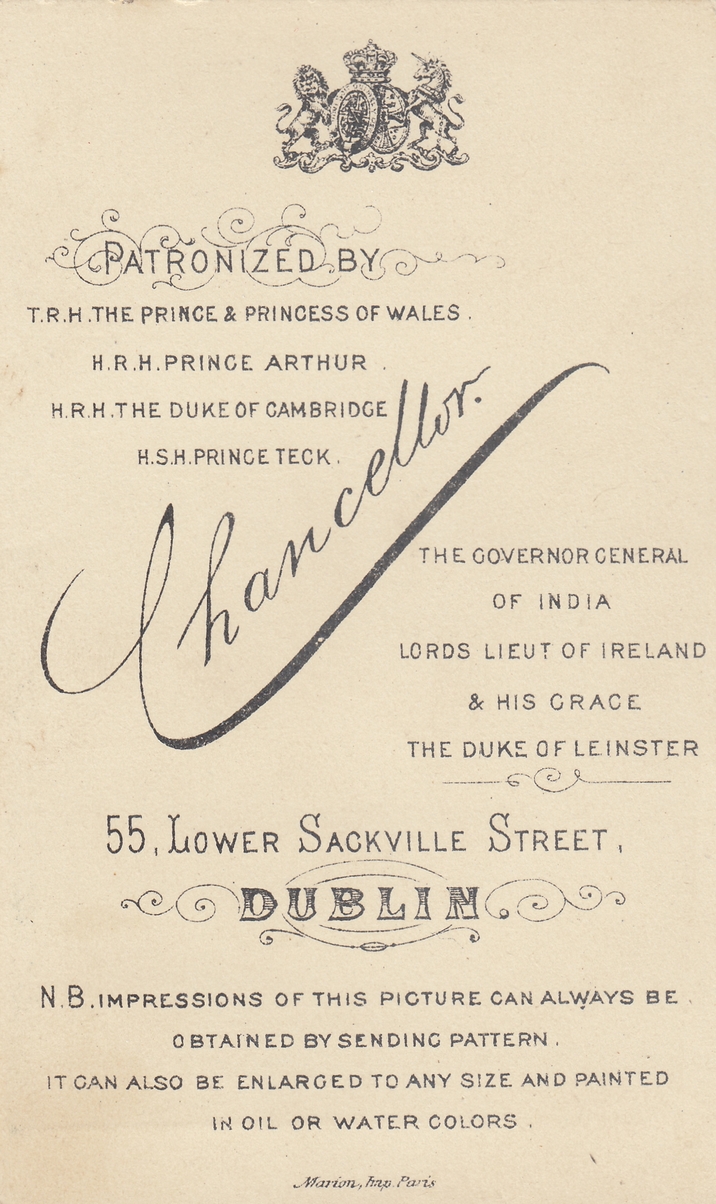 PATRONIZED BY
T.R.H. THE PRINCE & PRINCESS OF WALES.
H.R.H. PRINCE ARTHUR.
H.R.H. THE DUKE OF CAMBRIDGE
H.S.H. PRINCE TECK.
Chancellor.
THE GOVERNOR GENERAL
OF INDIA
LORDS LIEUT OF IRELAND
& HIS GRACE
THE DUKE OF LEINSTER
55, LOWER SACKVILLE STREET,
DUBLIN.
N.B. IMPRESSIONS OF THIS PICTURE CAN ALWAYS BE
OBTAINED BY SENDING PATTERN.
IT CAN ALSO BE ENLARGED TO ANY SIZE AND PAINTED
IN OIL OR WATER COLORS.
Marion, Imp. Paris